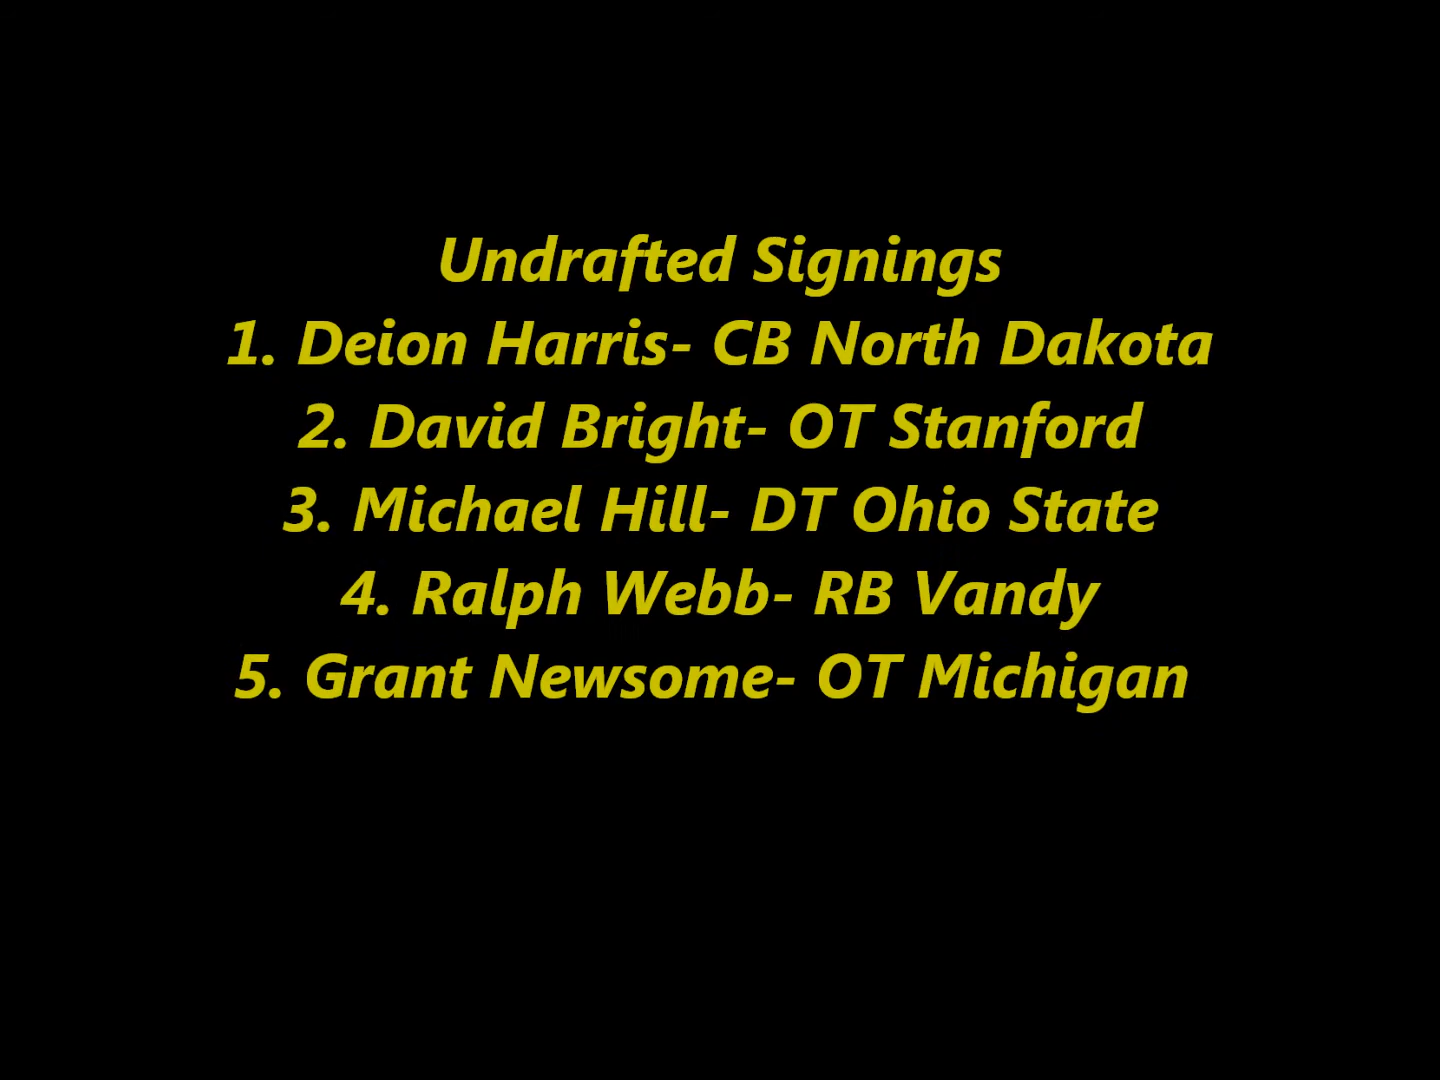 Undrafted Signings
1. Deion Harris- CB North Dakota
2. David Bright- OT Stanford
3. Michael Hill- DT Ohio State
4. Ralph Webb- RB Vandy
5. Grant Newsome- OT Michigan